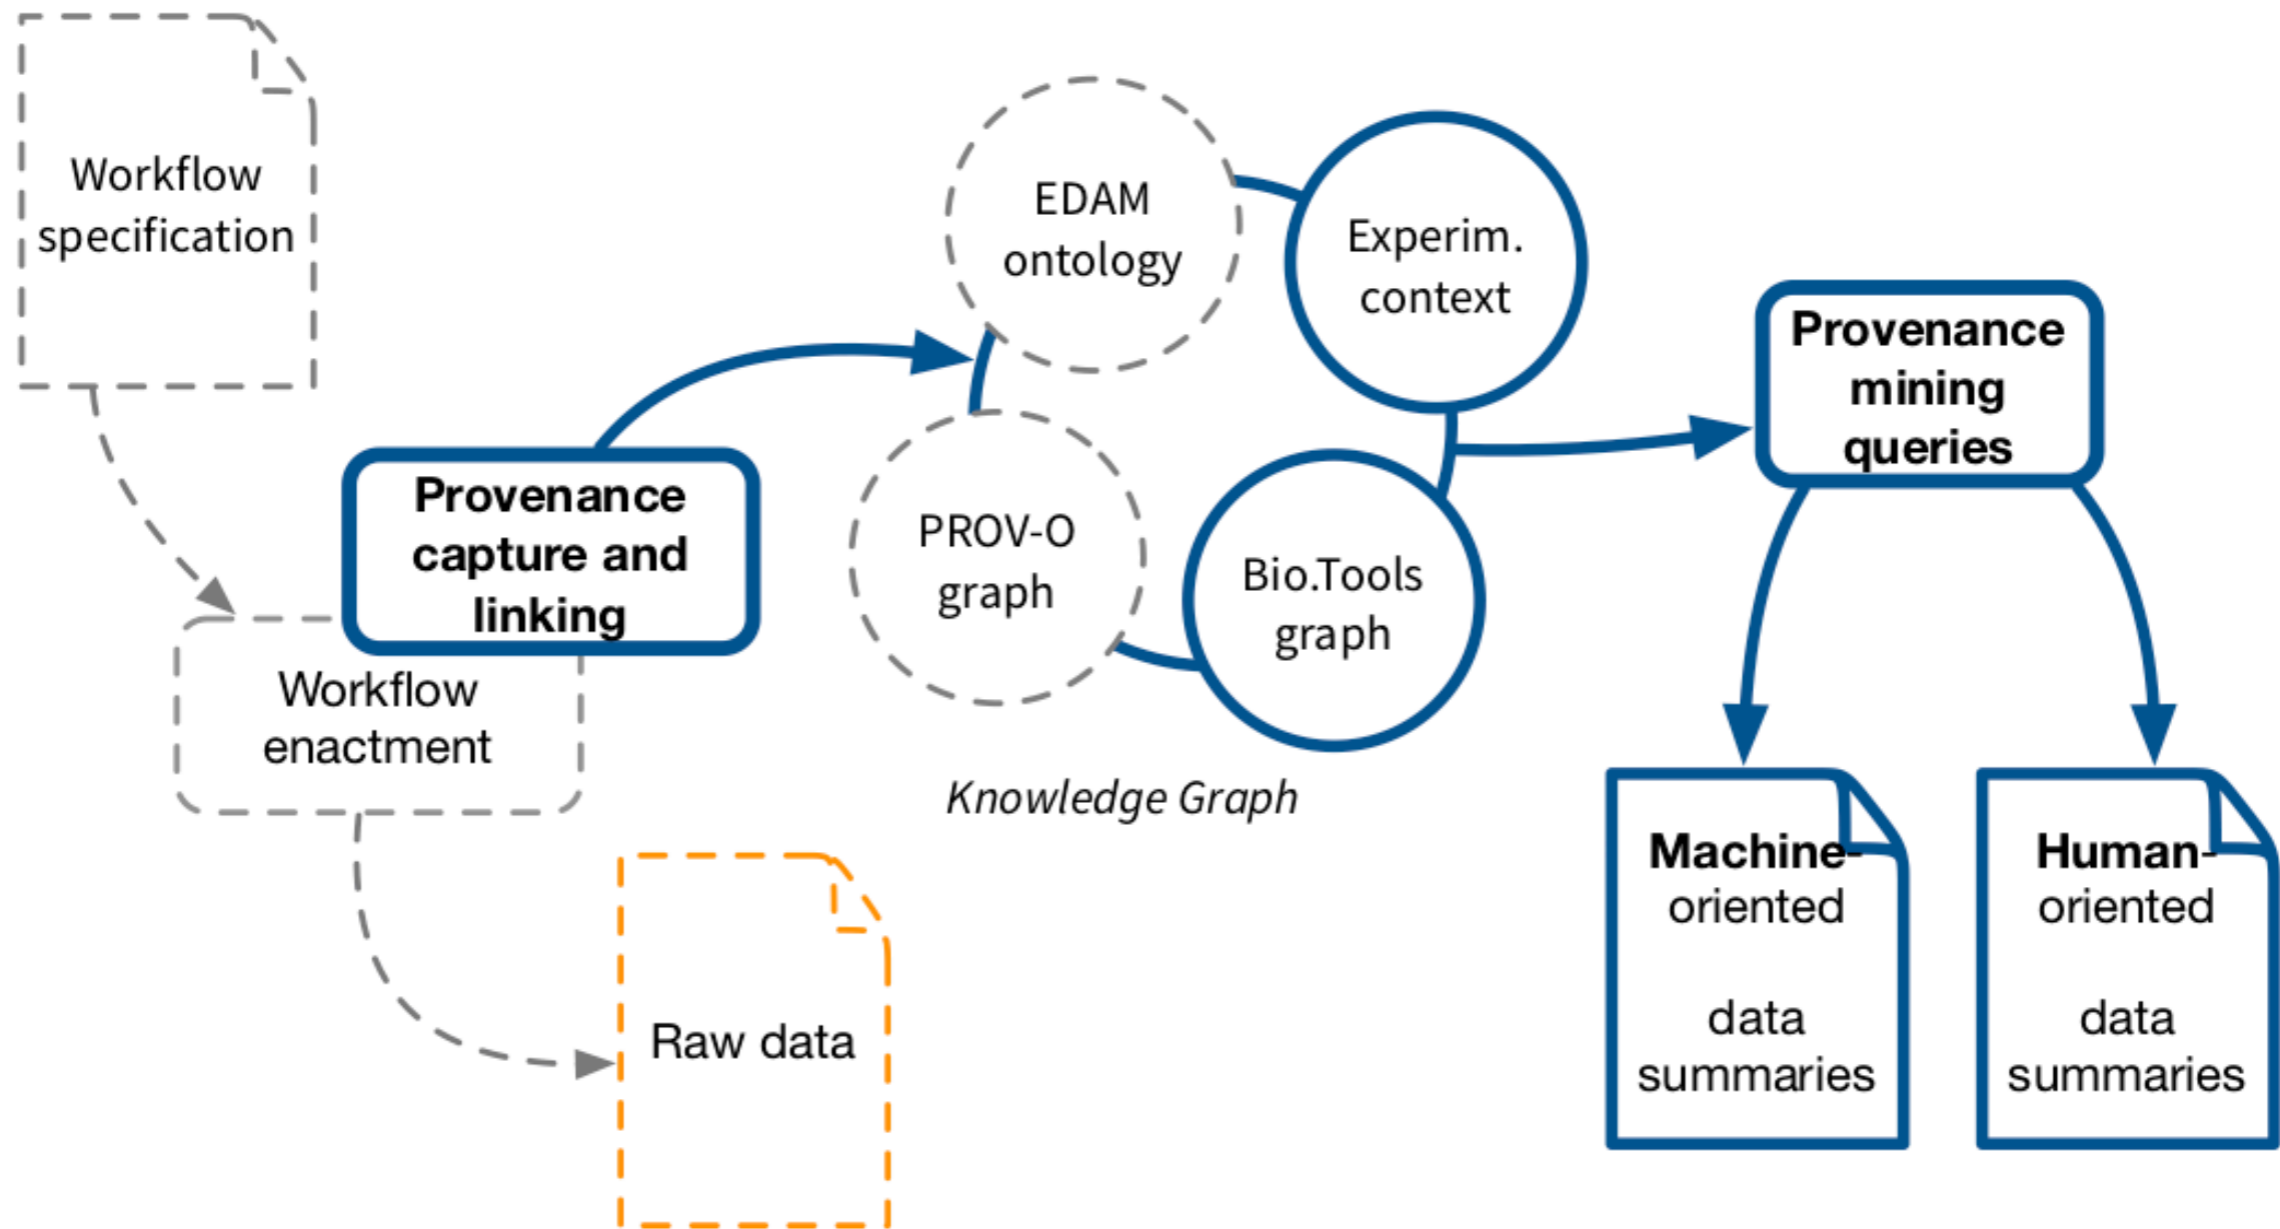 Workflow
specification
Provenance
capture and
linking
Workflow
enactment
Raw data
EDAM
ontology
Experim.
context
PROV-O
graph
Bio.Tools
graph
Knowledge Graph
Provenance
mining
queries
Machine-
oriented
data
summaries
Human-
oriented
data
summaries